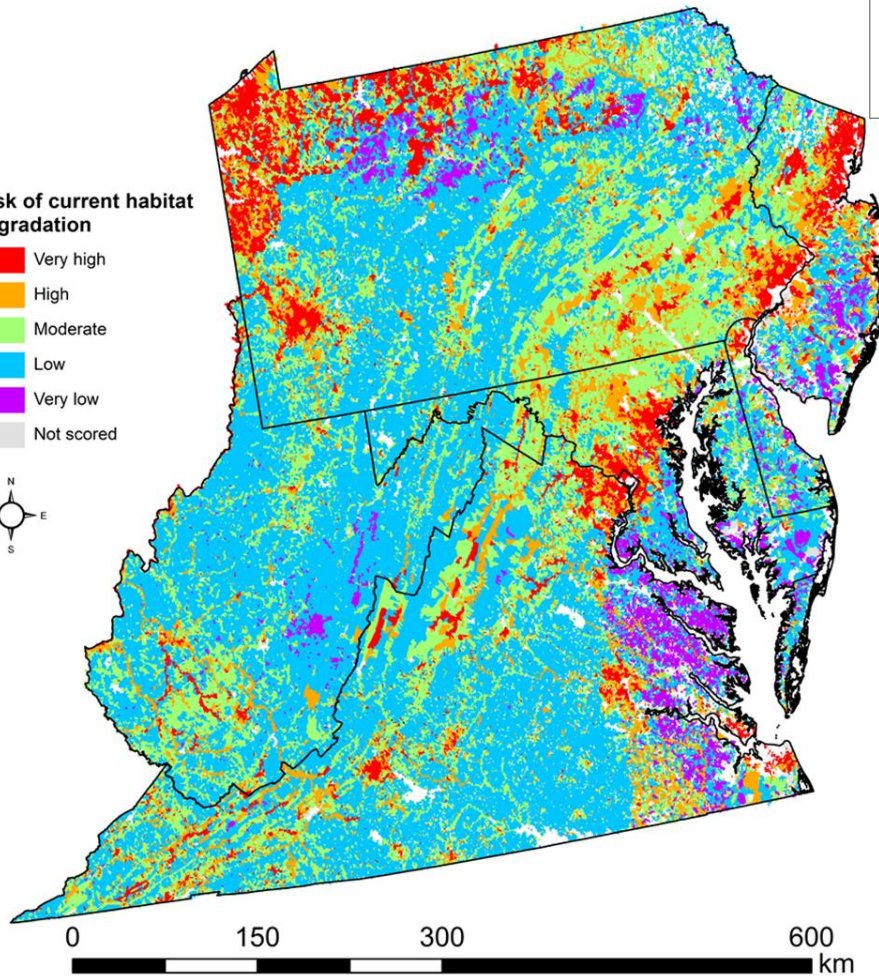 sk of current habitat
gradation
Very high
High
Moderate
Low
Very low
Not scored
N
E
S
0 150 300 600
km